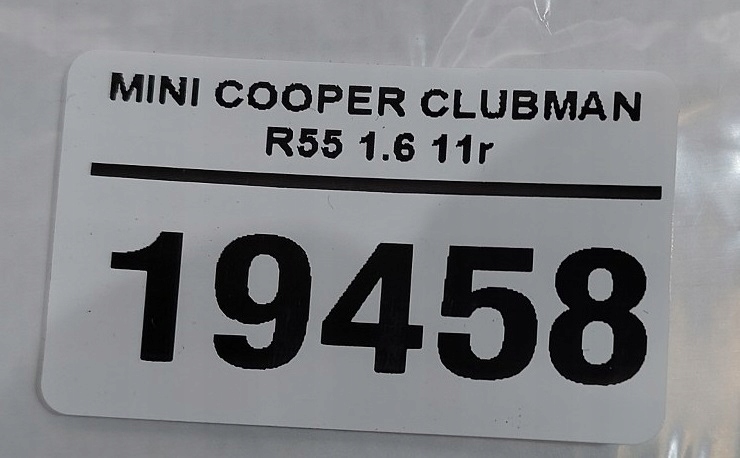 MINI COOPER CLUBMAN
R55 1.6 11r
19458